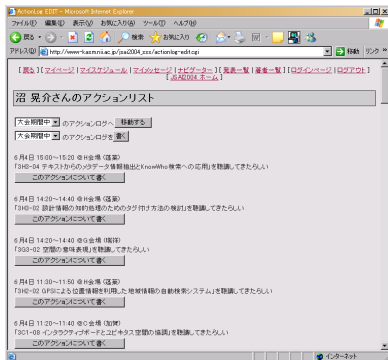 ActionLog EDIT - Microsoft Internet Explorer
ファイル(F) 編集(E) 表示(V) お気に入り(A) ツール(T) ヘルプ(H)
戻る 検索 お気に入り
アドレス(D) 移動 リンク
[ 戻る ] [ マイページ | マイスケジュール | マイメッセージ | ナビゲーター ] [ 発表一覧 | 著者一覧 ] [ ログインページ | ログアウト ]
[ JSAI2004 ホーム ]
沼 晃介さんのアクションリスト
大会期間中 のアクションログへ 移動する
大会期間中 のアクションログを 書く
6月4日 15:00～15:20 @H会場 (蓬莱)
「3H3-04 テキストからのメタデータ情報抽出とKnowWho検索への応用」を聴講してきたらしい
このアクションについて書く
6月4日 14:20～14:40 @H会場 (蓬莱)
「3H3-02 設計情報の知的処理のためのタグ付け方法の検討」を聴講してきたらしい
このアクションについて書く
6月4日 14:20～14:40 @G会場 (瑞祥)
「3G3-02 空間の意味表現」を聴講してきたらしい
このアクションについて書く
6月4日 11:30～11:50 @H会場 (蓬莱)
「3H2-02 GPSによる位置情報を利用した地域情報の自動検索システム」を聴講してきたらしい
このアクションについて書く
6月4日 11:20～11:40 @C会場 (加賀)
「3C1-08 インタラクティブボードとユビキタス空間の協調」を聴講してきたらしい
このアクションについて書く
インターネット